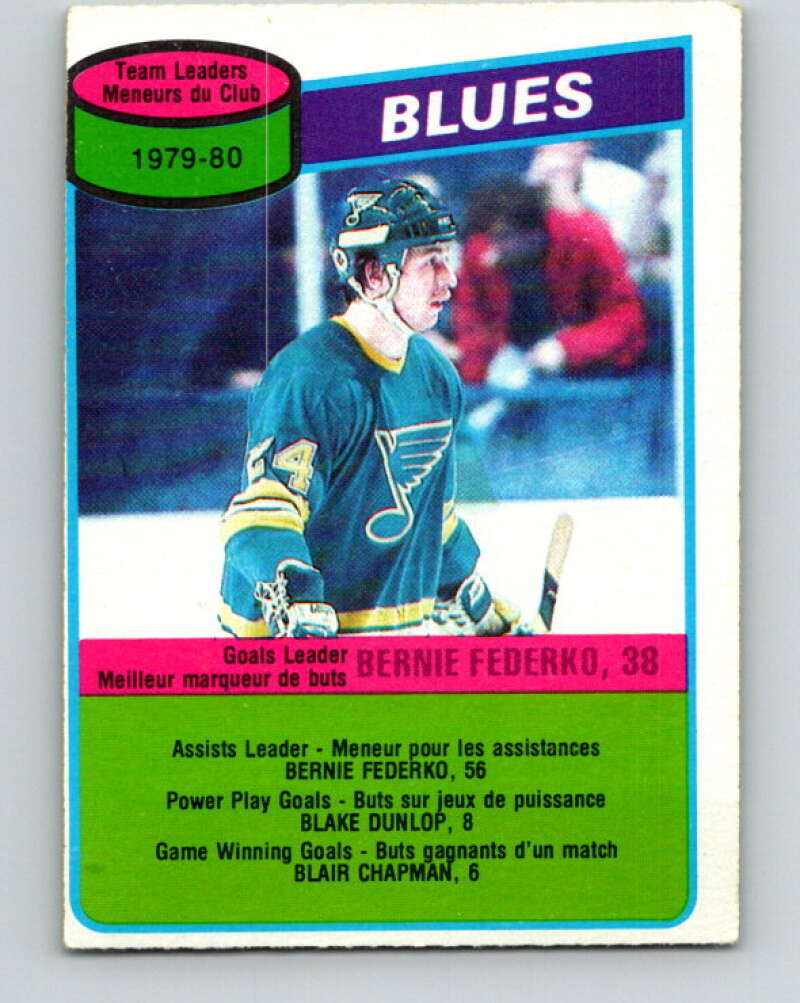 Team Leaders
Meneurs du Club
1979-80
BLUES
24
Goals Leader
Meilleur marqueur de buts
BERNIE FEDERKO, 38
Assists Leader - Meneur pour les assistances
BERNIE FEDERKO, 56
Power Play Goals - Buts sur jeux de puissance
BLAKE DUNLOP, 8
Game Winning Goals - Buts gagnants d'un match
BLAIR CHAPMAN, 6